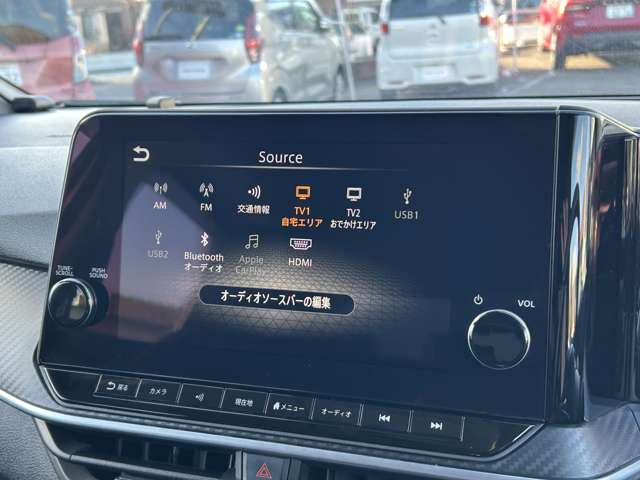 Source
AM
FM
交通情報
TV1
自宅エリア
TV2
おでかけエリア
USB1
USB2
Bluetooth
オーディオ
Apple
CarPlay
HDMI
オーディオソースバーの編集
TUNE-
SCROLL
PUSH
SOUND
VOL
戻る
カメラ
現在地
メニュー
オーディオ